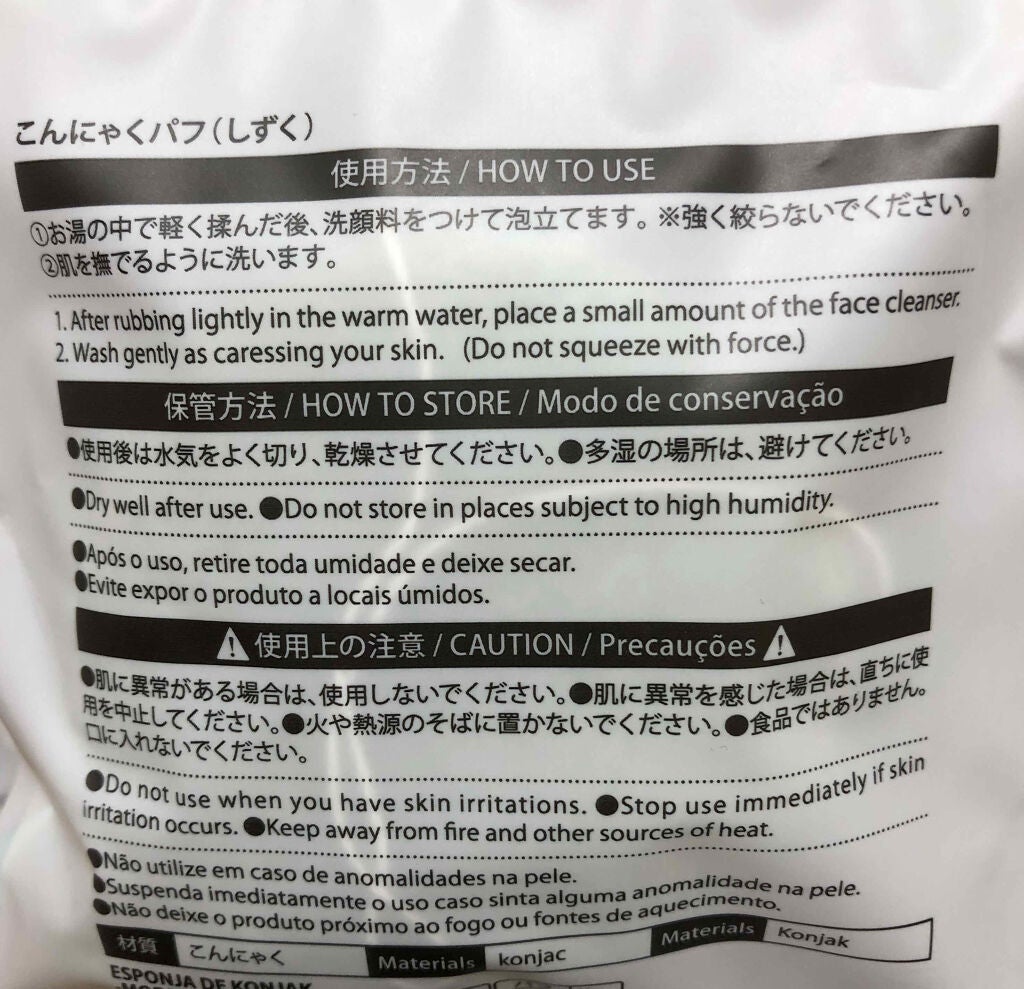 こんにゃくパフ(しずく)
使用方法 / HOW TO USE
①お湯の中で軽く揉んだ後、洗顔料をつけて泡立てます。※強く絞らないでください。
②肌を撫でるように洗います。
1. After rubbing lightly in the warm water, place a small amount of the face cleanser.
2. Wash gently as caressing your skin. (Do not squeeze with force.)
保管方法 / HOW TO STORE / Modo de conservação
●使用後は水気をよく切り、乾燥させてください。●多湿の場所は、避けてください。
●Dry well after use. ●Do not store in places subject to high humidity.
●Após o uso, retire toda umidade e deixe secar.
●Evite expor o produto a locais úmidos.
⚠使用上の注意 / CAUTION / Precauções⚠
●肌に異常がある場合は、使用しないでください。●肌に異常を感じた場合は、直ちに使
用を中止してください。●火や熱源のそばに置かないでください。●食品ではありません。
口に入れないでください。
●Do not use when you have skin irritations. ●Stop use immediately if skin
irritation occurs. ●Keep away from fire and other sources of heat.
●Não utilize em caso de anomalidades na pele.
●Suspenda imediatamente o uso caso sinta alguma anomalidade na pele.
●Não deixe o produto próximo ao fogo ou fontes de aquecimento.
材質 こんにゃく Materials konjac Materials Konjak
ESPONJA DE KONJAK